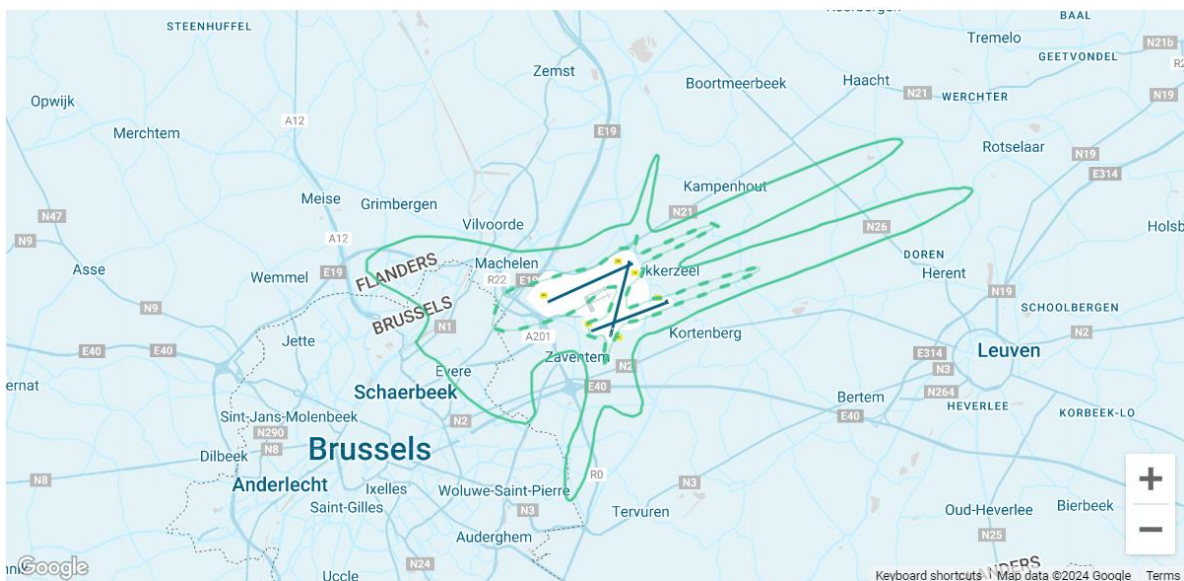 STEENHUFFEL
BAAL
Tremelo
N21b
GEETVONDEL
Zemst
Boortmeerbeek
Haacht
N21
WERCHTER
N19
Opwijk
A12
Merchtem
E19
Rotselaar
N19
E314
Kampenhout
Meise
Grimbergen
N21
N47
N9
A12
Vilvoorde
N26
Asse
Wemmel
E19
FLANDERS
Machelen
R22
kkerzeel
DOREN
Herent
N9
BRUSSELS
N1
N19
SCHOOLBERGEN
Jette
A201
Kortenberg
N2
E40
E40
Zaventem
N2
E314
Leuven
Evere
N3
Schaerbeek
E40
Bertem
N264
HEVERLEE
E40
KORBEEK-LO
Sint-Jans-Molenbeek
N2
N290
N8
Brussels
Dilbeek
N8
Anderlecht
Ixelles
Woluwe-Saint-Pierre
R0
N3
Saint-Gilles
N3
Tervuren
Oud-Heverlee
Bierbeek
Auderghem
N25
N24
Uccle
FLANDERS
+
−
Google
Keyboard shortcuts Map data ©2024 Google Terms